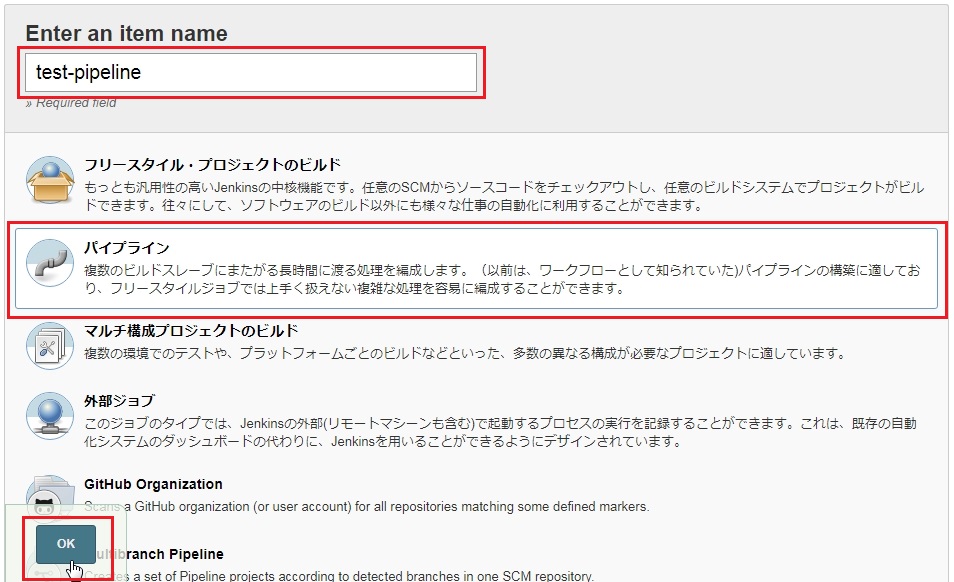 Enter an item name
test-pipeline
» Required field
フリースタイル・プロジェクトのビルド
もっとも汎用性の高いJenkinsの中核機能です。任意のSCMからソースコードをチェックアウトし、任意のビルドシステムでプロジェクトがビル
ドできます。往々にして、ソフトウェアのビルド以外にも様々な仕事の自動化に利用することができます。
パイプライン
複数のビルドスレーブにまたがる長時間に渡る処理を編成します。（以前は、ワークフローとして知られていた)パイプラインの構築に適してお
り、フリースタイルジョブでは上手く扱えない複雑な処理を容易に編成することができます。
マルチ構成プロジェクトのビルド
複数の環境でのテストや、プラットフォームごとのビルドなどといった、多数の異なる構成が必要なプロジェクトに適しています。
外部ジョブ
このジョブのタイプでは、Jenkinsの外部(リモートマシーンも含む)で起動するプロセスの実行を記録することができます。これは、既存の自動
化システムのダッシュボードの代わりに、Jenkinsを用いることができるようにデザインされています。
GitHub Organization
Scans a GitHub organization (or user account) for all repositories matching some defined markers.
OK
Multibranch Pipeline
Creates a set of Pipeline projects according to detected branches in one SCM repository.